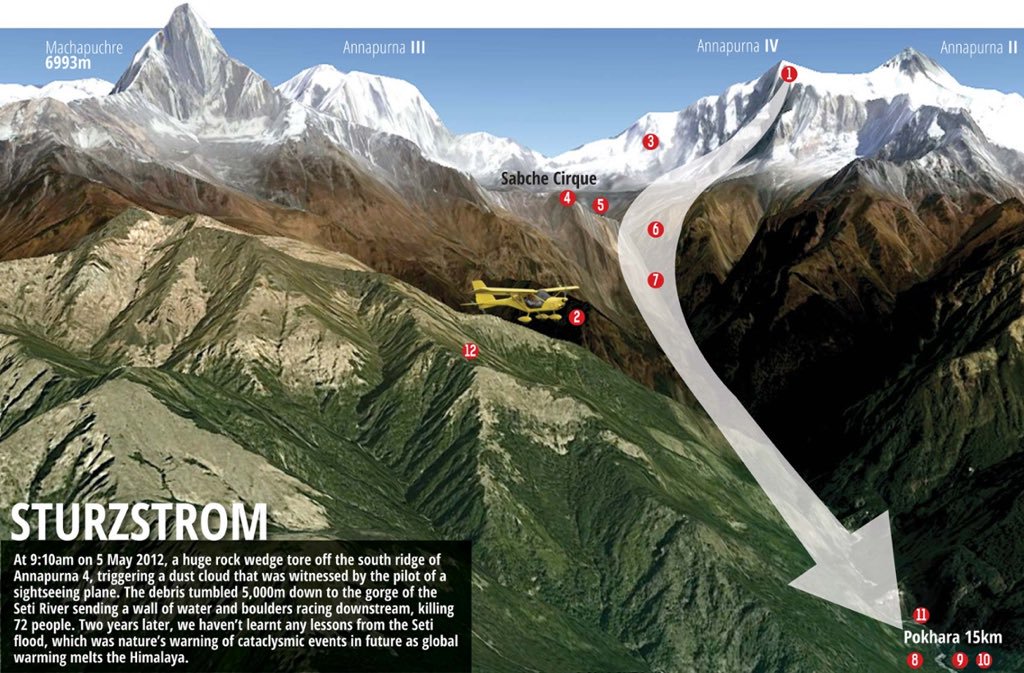 Machapuchre
6993m
Annapurna III
Annapurna IV
Annapurna II
1
3
Sabche Cirque
4
5
6
7
2
12
STURZSTROM
At 9:10am on 5 May 2012, a huge rock wedge tore off the south ridge of
Annapurna 4, triggering a dust cloud that was witnessed by the pilot of a
sightseeing plane. The debris tumbled 5,000m down to the gorge of the
Seti River sending a wall of water and boulders racing downstream, killing
72 people. Two years later, we haven’t learnt any lessons from the Seti
flood, which was nature’s warning of cataclysmic events in future as global
warming melts the Himalaya.
11
Pokhara 15km
8 < 9 10